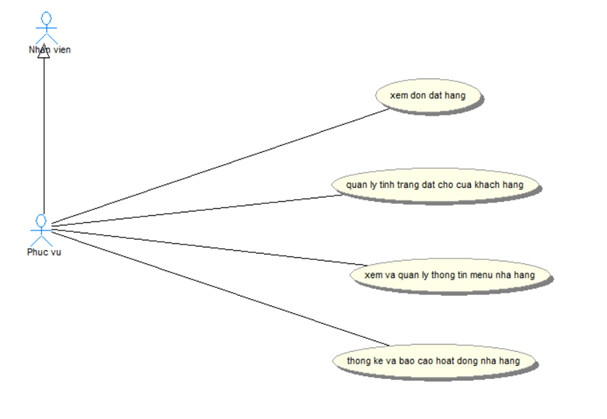 Nhan vien
xem don dat hang
quan ly tinh trang dat cho cua khach hang
Phuc vu
xem va quan ly thong tin menu nha hang
thong ke va bao cao hoat dong nha hang